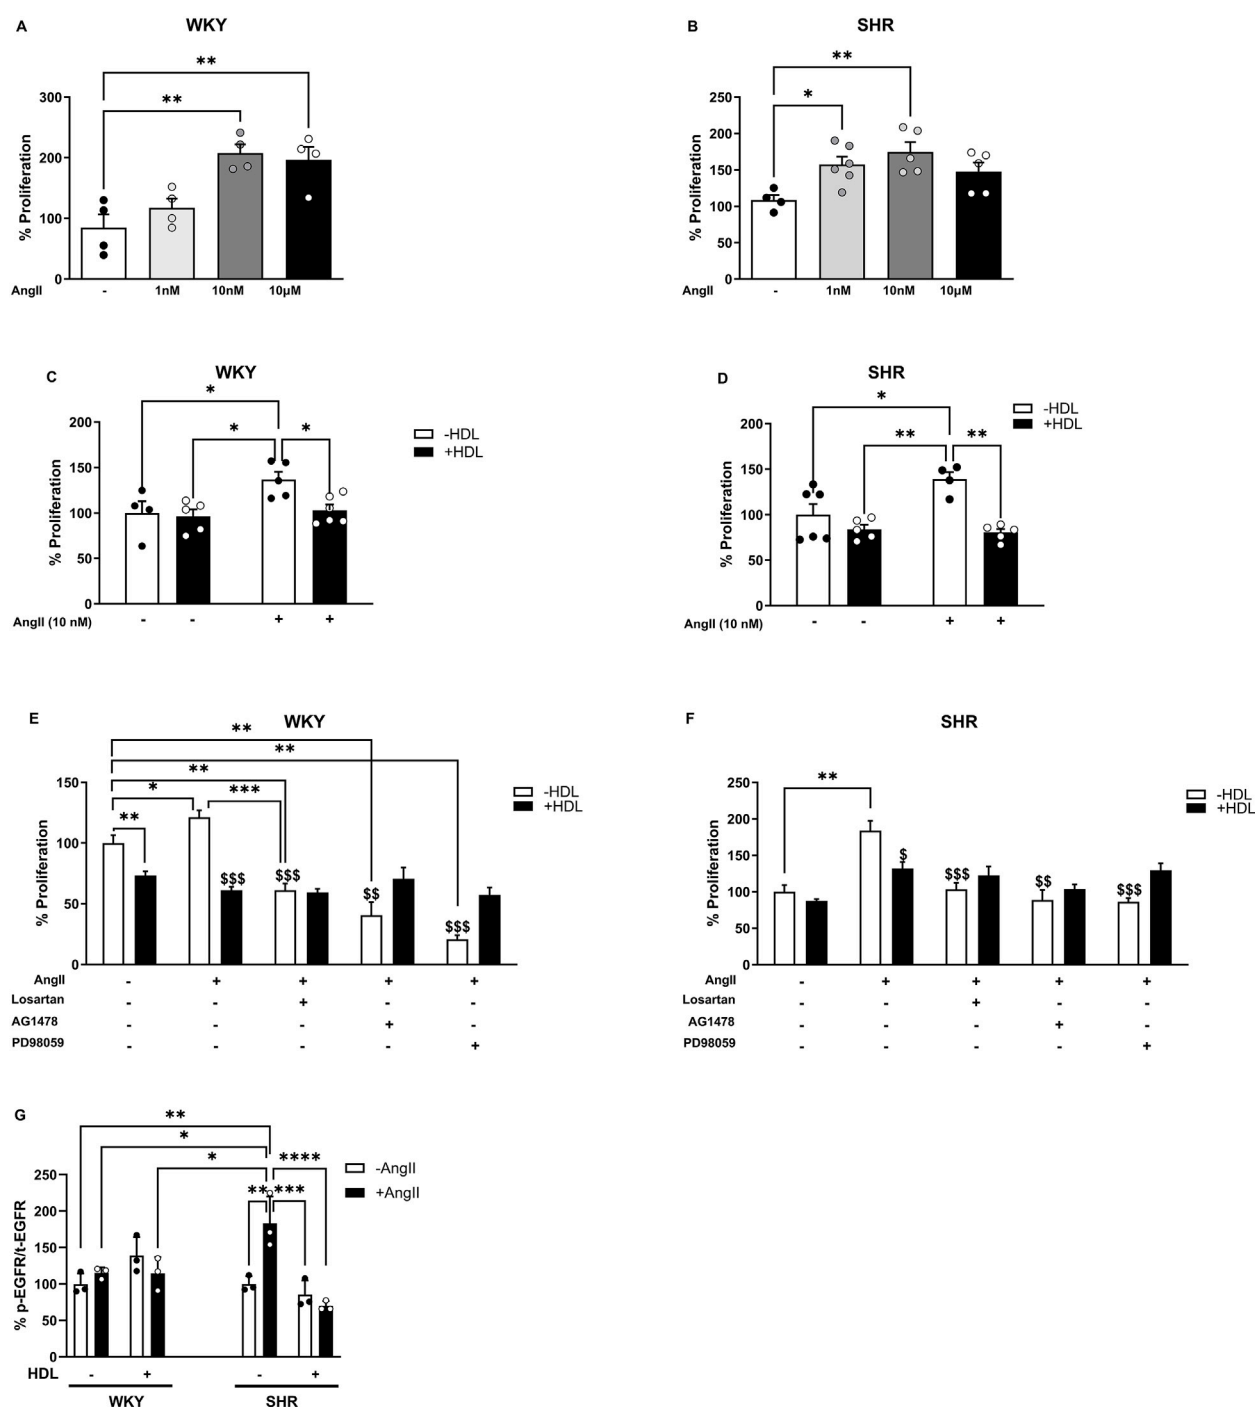 A
WKY
**
**
300
200
100
0
% Proliferation
AngII - 1nM 10nM 10µM
B
SHR
**
*
250
200
150
100
50
0
% Proliferation
AngII - 1nM 10nM 10µM
C
WKY
*
* *
200
150
100
50
0
% Proliferation
-HDL
+HDL
AngII (10 nM) - - + +
D
SHR
*
** **
200
150
100
50
0
% Proliferation
-HDL
+HDL
AngII (10 nM) - - + +
E
WKY
**
**
**
* ***
**
$$$ $$$ $$ $$$
150
100
50
0
% Proliferation
-HDL
+HDL
AngII - + + + +
Losartan - - + - -
AG1478 - - - + -
PD98059 - - - - +
F
SHR
**
$ $$$ $$ $$$
250
200
150
100
50
0
% Proliferation
-HDL
+HDL
AngII - + + + +
Losartan - - + - -
AG1478 - - - + -
PD98059 - - - - +
G
**
*
* ****
** ***
250
200
150
100
50
0
% p-EGFR/t-EGFR
-AngII
+AngII
HDL - + - +
WKY SHR